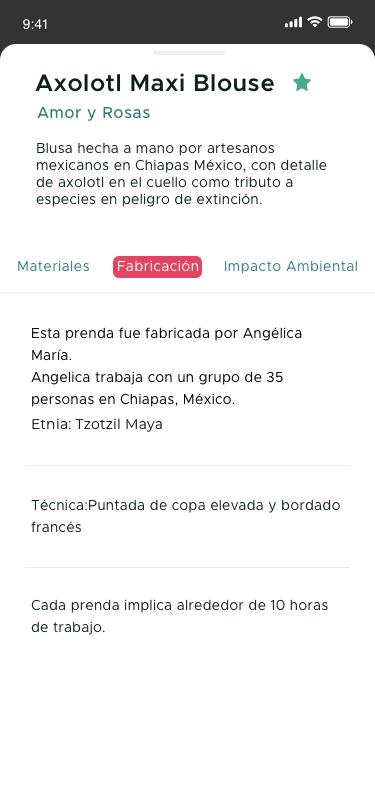 9:41
Axolotl Maxi Blouse
Amor y Rosas
Blusa hecha a mano por artesanos
mexicanos en Chiapas México, con detalle
de axolotl en el cuello como tributo a
especies en peligro de extinción.
Materiales Fabricación Impacto Ambiental
Esta prenda fue fabricada por Angélica
María.
Angelica trabaja con un grupo de 35
personas en Chiapas, México.
Etnia: Tzotzil Maya
Técnica:Puntada de copa elevada y bordado
francés
Cada prenda implica alrededor de 10 horas
de trabajo.